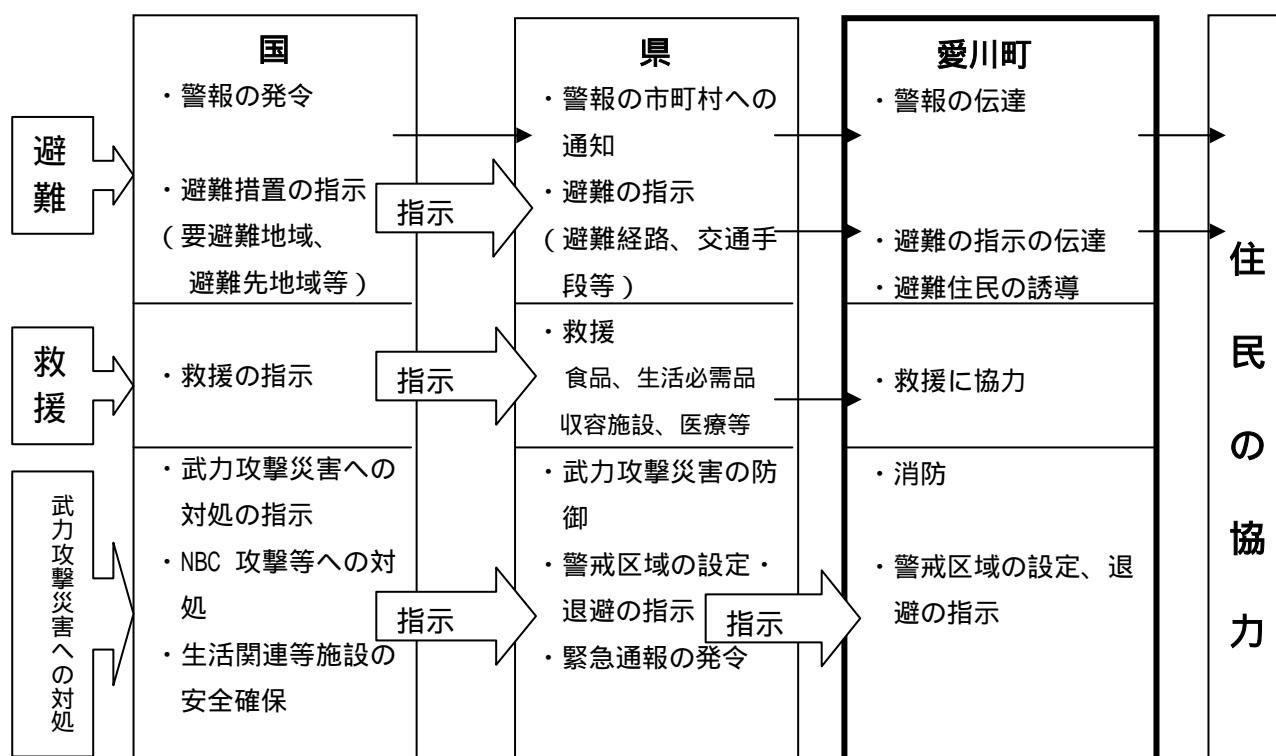 国
県
愛川町
避
難
・警報の発令
・避難措置の指示
(要避難地域、
避難先地域等)
指示
・警報の市町村への
通知
・避難の指示
(避難経路、交通手
段等)
・警報の伝達
・避難の指示の伝達
・避難住民の誘導
救
援
・救援の指示
指示
・救援
食品、生活必需品
収容施設、医療等
・救援に協力
武力攻撃災害への対処
・武力攻撃災害への
対処の指示
・NBC 攻撃等への対
処
・生活関連等施設の
安全確保
指示
・武力攻撃災害の防
御
・警戒区域の設定・
退避の指示
・緊急通報の発令
指示
・消防
・警戒区域の設定、退
避の指示
住
民
の
協
力